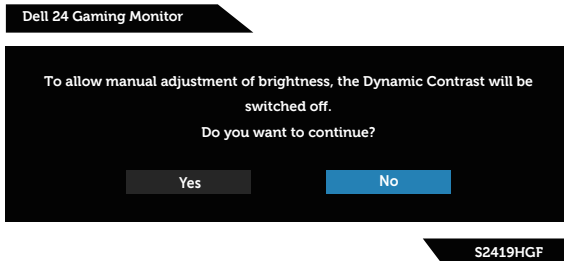 Dell 24 Gaming Monitor
To allow manual adjustment of brightness, the Dynamic Contrast will be
switched off.
Do you want to continue?
Yes
No
S2419HGF